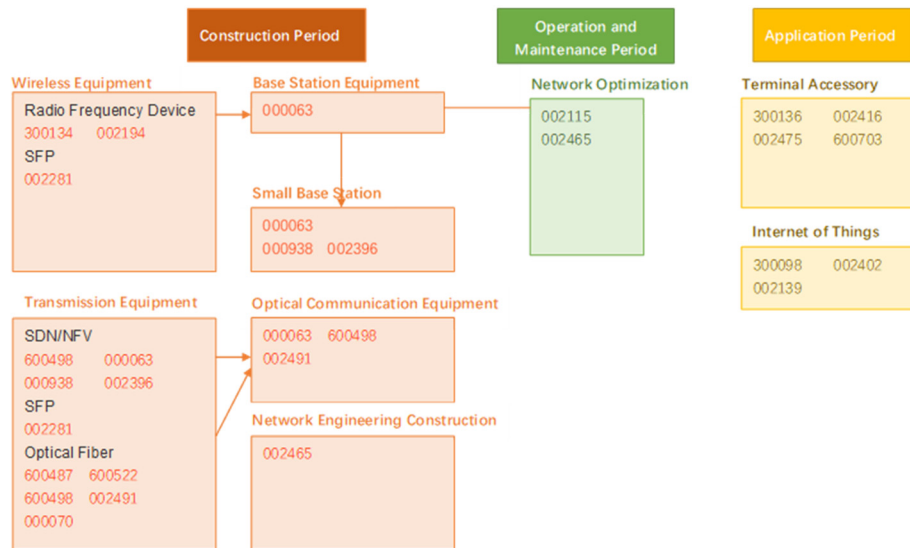 Construction Period
Operation and
Maintenance Period
Application Period
Wireless Equipment
Radio Frequency Device
300134 002194
SFP
002281
Base Station Equipment
000063
Small Base Station
000063
000938 002396
Network Optimization
002115
002465
Terminal Accessory
300136 002416
002475 600703
Internet of Things
300098 002402
002139
Transmission Equipment
SDN/NFV
600498 000063
000938 002396
SFP
002281
Optical Fiber
600487 600522
600498 002491
000070
Optical Communication Equipment
000063 600498
002491
Network Engineering Construction
002465